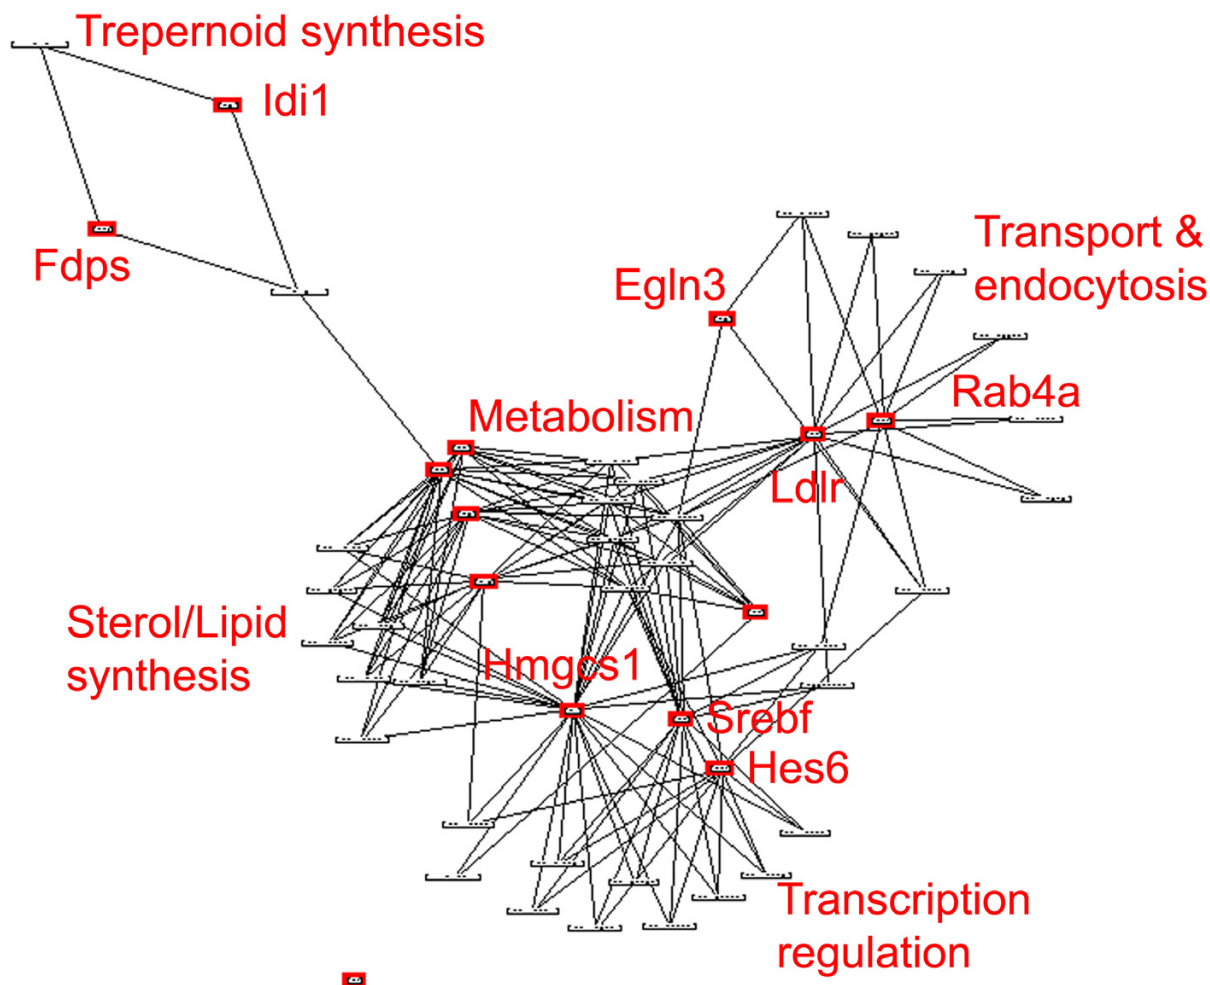 Trepernoid synthesis
Idi1
Fdps
Transport &
endocytosis
Egln3
Rab4a
Metabolism
Ldlr
Sterol/Lipid
synthesis
Hmgcs1
Srebf
Hes6
Transcription
regulation